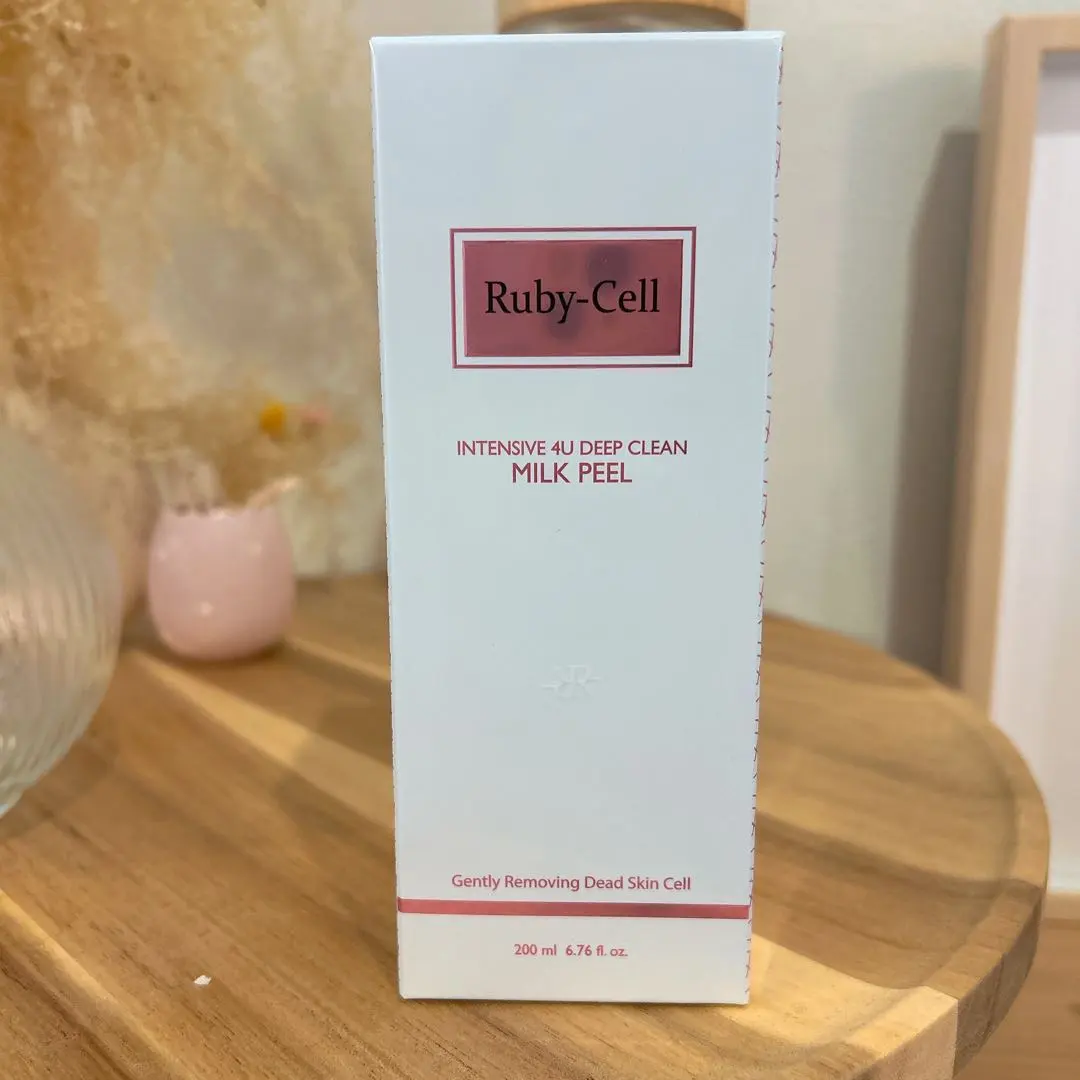 Ruby-Cell
INTENSIVE 4U DEEP CLEAN
MILK PEEL
Gently Removing Dead Skin Cell
200 ml 6.76 fl. oz.